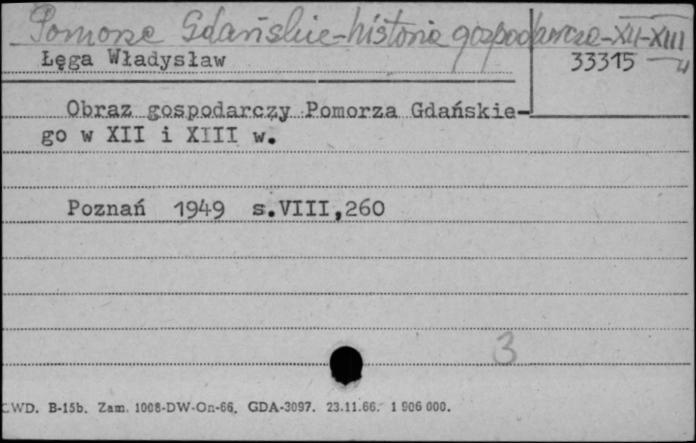 Pomorze Gdańskie-historia gospodarcza-XII-XIII
Łęga Władysław
33315
Obraz gospodarczy Pomorza Gdańskie-
go w XII i XIII w.
Poznań 1949 s.VIII,260
3
CWD. B-15b. Zam. 1008-DW-On-66. GDA-3097. 23.11.66. 1 906 000.